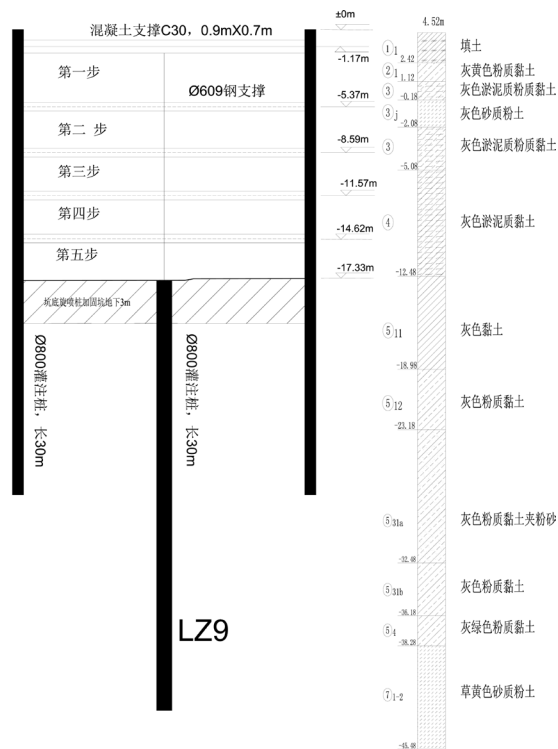 混凝土支撑C30，0.9mX0.7m
±0m
4.52m
第一步
-1.17m
①1
填土
2.42
②1
灰黄色粉质黏土
1.12
Ø609钢支撑
-5.37m
③
灰色淤泥质粉质黏土
-0.18
第二 步
③j
灰色砂质粉土
-2.08
-8.59m
③
灰色淤泥质粉质黏土
第三步
-5.08
-11.57m
第四步
④
灰色淤泥质黏土
-14.62m
第五步
-17.33m
-12.48
坑底旋喷桩加固坑地下3m
Ø800灌注桩，长30m
Ø800灌注桩，长30m
⑤11
灰色黏土
-18.98
⑤12
灰色粉质黏土
-23.18
⑤31a
灰色粉质黏土夹粉砂
-32.48
⑤31b
灰色粉质黏土
-36.18
LZ9
⑤4
灰绿色粉质黏土
-38.28
⑦1-2
草黄色砂质粉土
-45.48